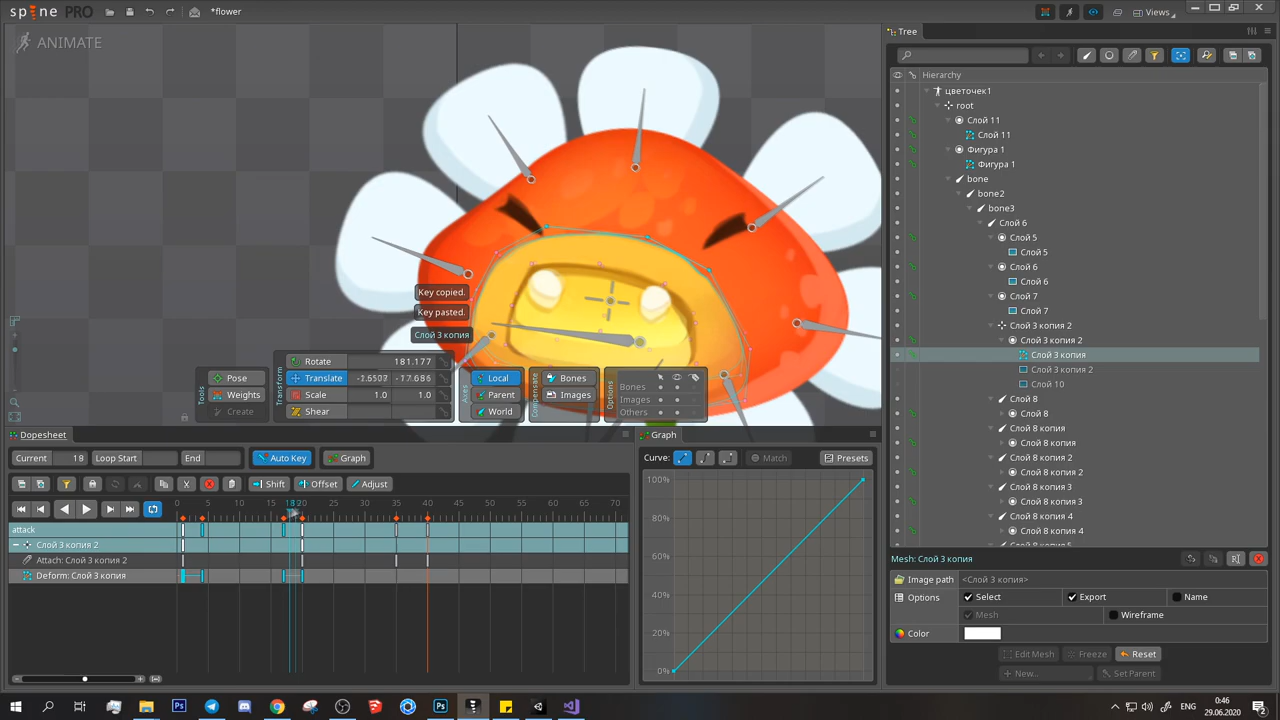 spine PRO
*flower
Views
ANIMATE
Key copied.
Key pasted.
Слой 3 копия
Tools
Pose
Weights
Create
Transform
Rotate 181.177
Translate -1.6507 -17.686
Scale 1.0 1.0
Shear
Axes
Local
Parent
World
Compensate
Bones
Images
Options
Bones
Images
Others
Tree
Hierarchy
цветочек1
root
Слой 11
Слой 11
Фигура 1
Фигура 1
bone
bone2
bone3
Слой 6
Слой 5
Слой 5
Слой 6
Слой 6
Слой 7
Слой 7
Слой 3 копия 2
Слой 3 копия 2
Слой 3 копия
Слой 3 копия 2
Слой 10
Слой 8
Слой 8
Слой 8 копия
Слой 8 копия
Слой 8 копия 2
Слой 8 копия 2
Слой 8 копия 3
Слой 8 копия 3
Слой 8 копия 4
Слой 8 копия 4
Слой 8 копия 5
Mesh: Слой 3 копия
Image path <Слой 3 копия>
Options Select Export Name
Mesh Wireframe
Color
Edit Mesh Freeze Reset
New... Set Parent
Dopesheet
Current 18 Loop Start End Auto Key Graph
Shift Offset Adjust
0 5 10 15 18 20 25 30 35 40 45 50 55 60 65 70
attack
Слой 3 копия 2
Attach: Слой 3 копия 2
Deform: Слой 3 копия
Graph
Curve: Match Presets
100%
80%
60%
40%
20%
0%
Ps
Ps
ENG
0:46
29.06.2020
2